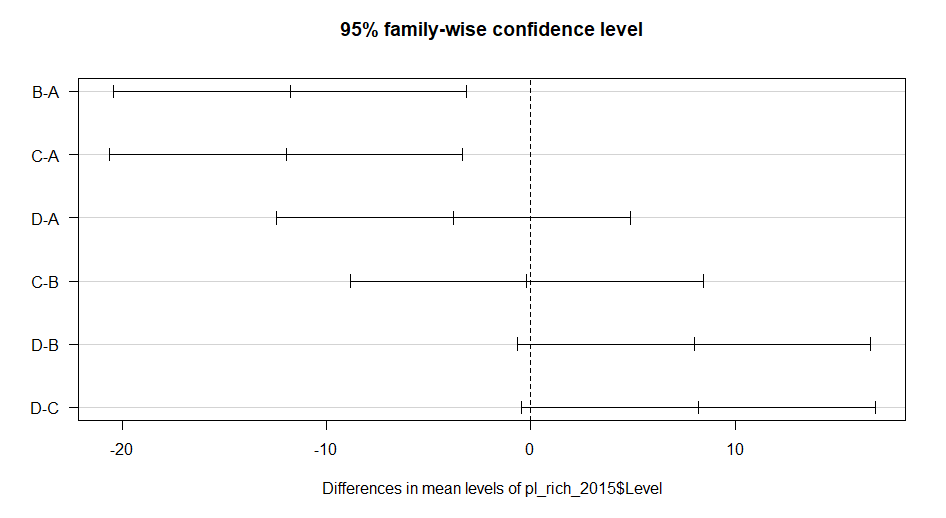 95% family-wise confidence level
B-A
C-A
D-A
C-B
D-B
D-C
-20 -10 0 10
Differences in mean levels of pl_rich_2015$Level